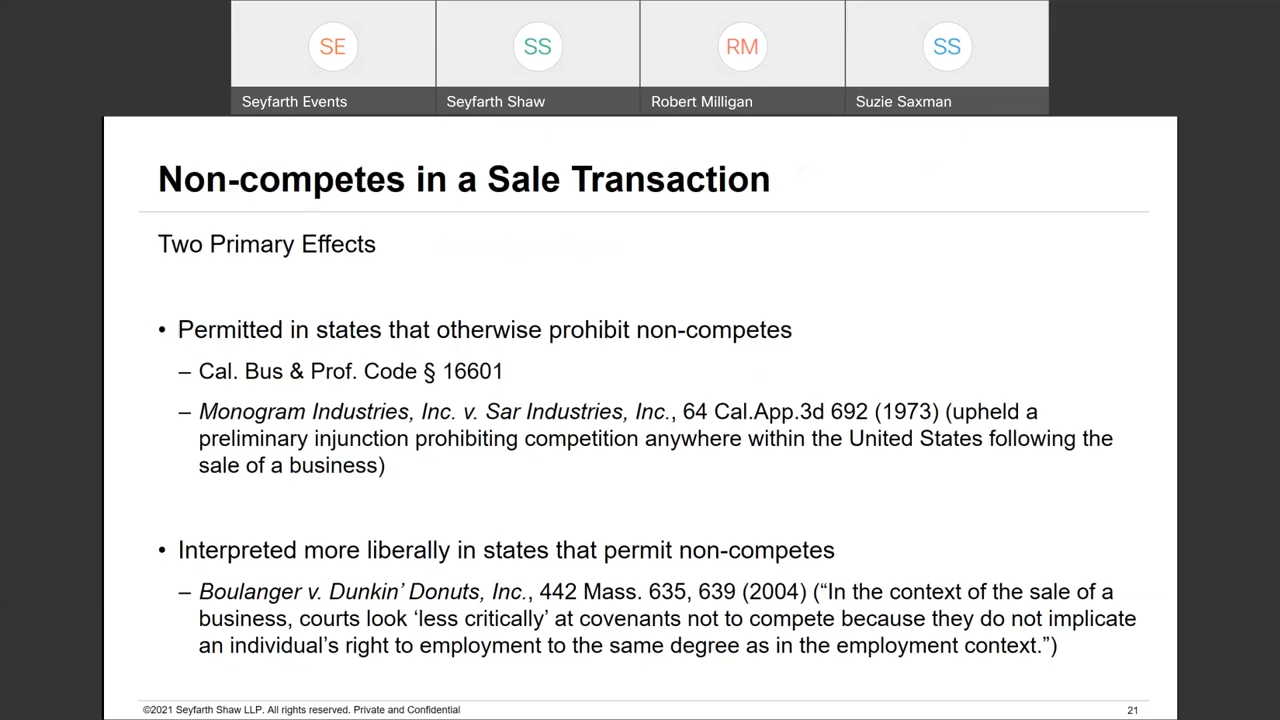 SE
SS
RM
SS
Seyfarth Events
Seyfarth Shaw
Robert Milligan
Suzie Saxman
Non-competes in a Sale Transaction
Two Primary Effects
• Permitted in states that otherwise prohibit non-competes
– Cal. Bus & Prof. Code § 16601
– Monogram Industries, Inc. v. Sar Industries, Inc., 64 Cal.App.3d 692 (1973) (upheld a
preliminary injunction prohibiting competition anywhere within the United States following the
sale of a business)
• Interpreted more liberally in states that permit non-competes
– Boulanger v. Dunkin’ Donuts, Inc., 442 Mass. 635, 639 (2004) (“In the context of the sale of a
business, courts look ‘less critically’ at covenants not to compete because they do not implicate
an individual’s right to employment to the same degree as in the employment context.”)
©2021 Seyfarth Shaw LLP. All rights reserved. Private and Confidential
21